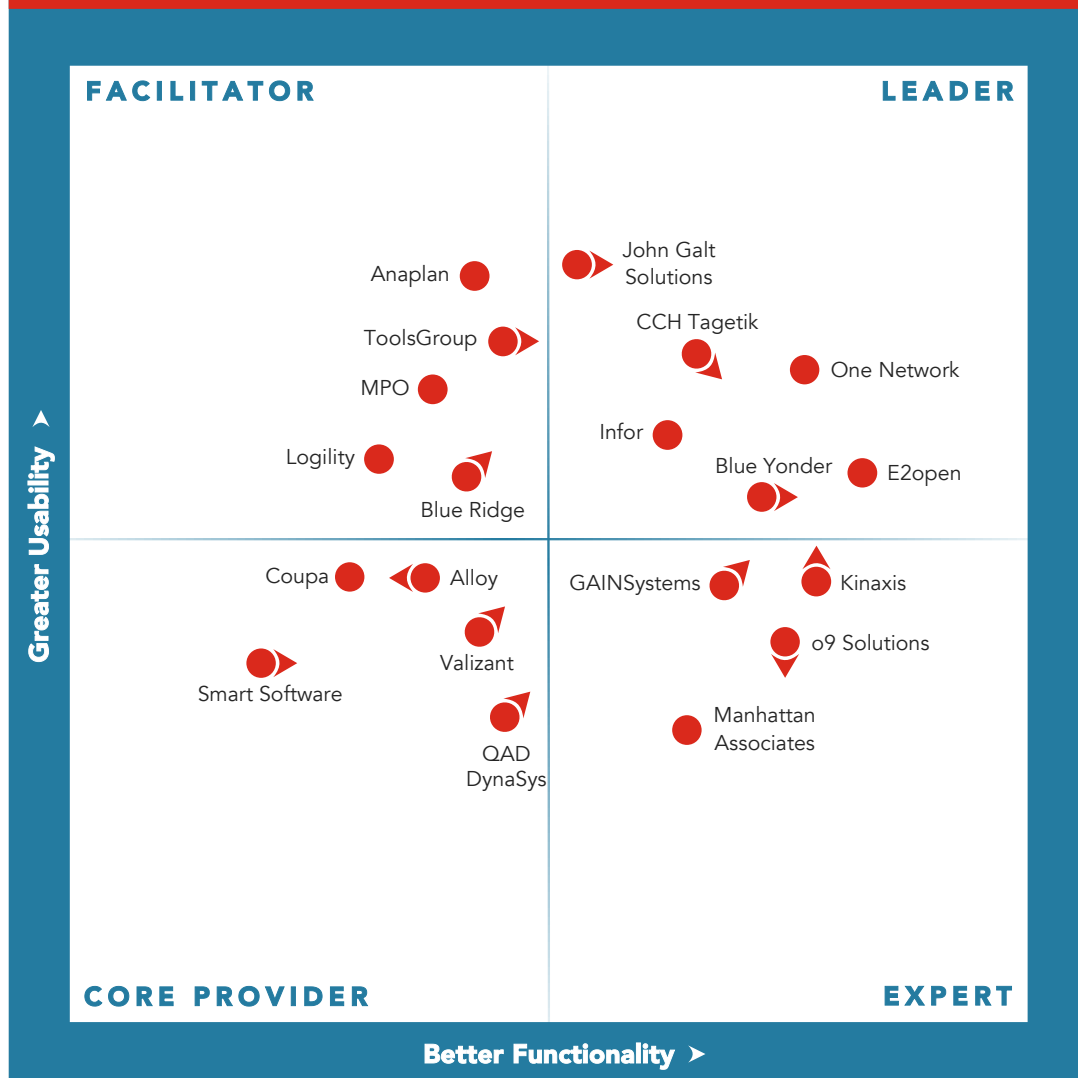 FACILITATOR
LEADER
John Galt
Solutions
Anaplan
CCH Tagetik
ToolsGroup
One Network
MPO
Infor
Logility
Blue Yonder
E2open
Blue Ridge
Greater Usability
Coupa
Alloy
GAINSystems
Kinaxis
o9 Solutions
Valizant
Smart Software
Manhattan
Associates
QAD
DynaSys
CORE PROVIDER
EXPERT
Better Functionality